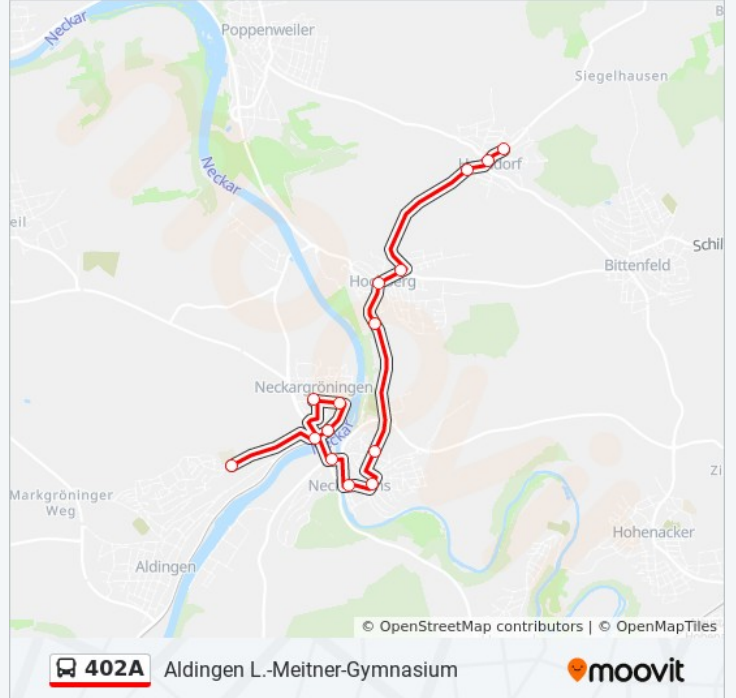 Neckar
Poppenweiler
B
Siegelhausen
Neckar
eil
Schil
Bittenfeld
Neckargröningen
Markgröninger
Weg
Zi
Hohenacker
Aldingen
© OpenStreetMap contributors | © OpenMapTiles
402A Aldingen L.-Meitner-Gymnasium
moovit